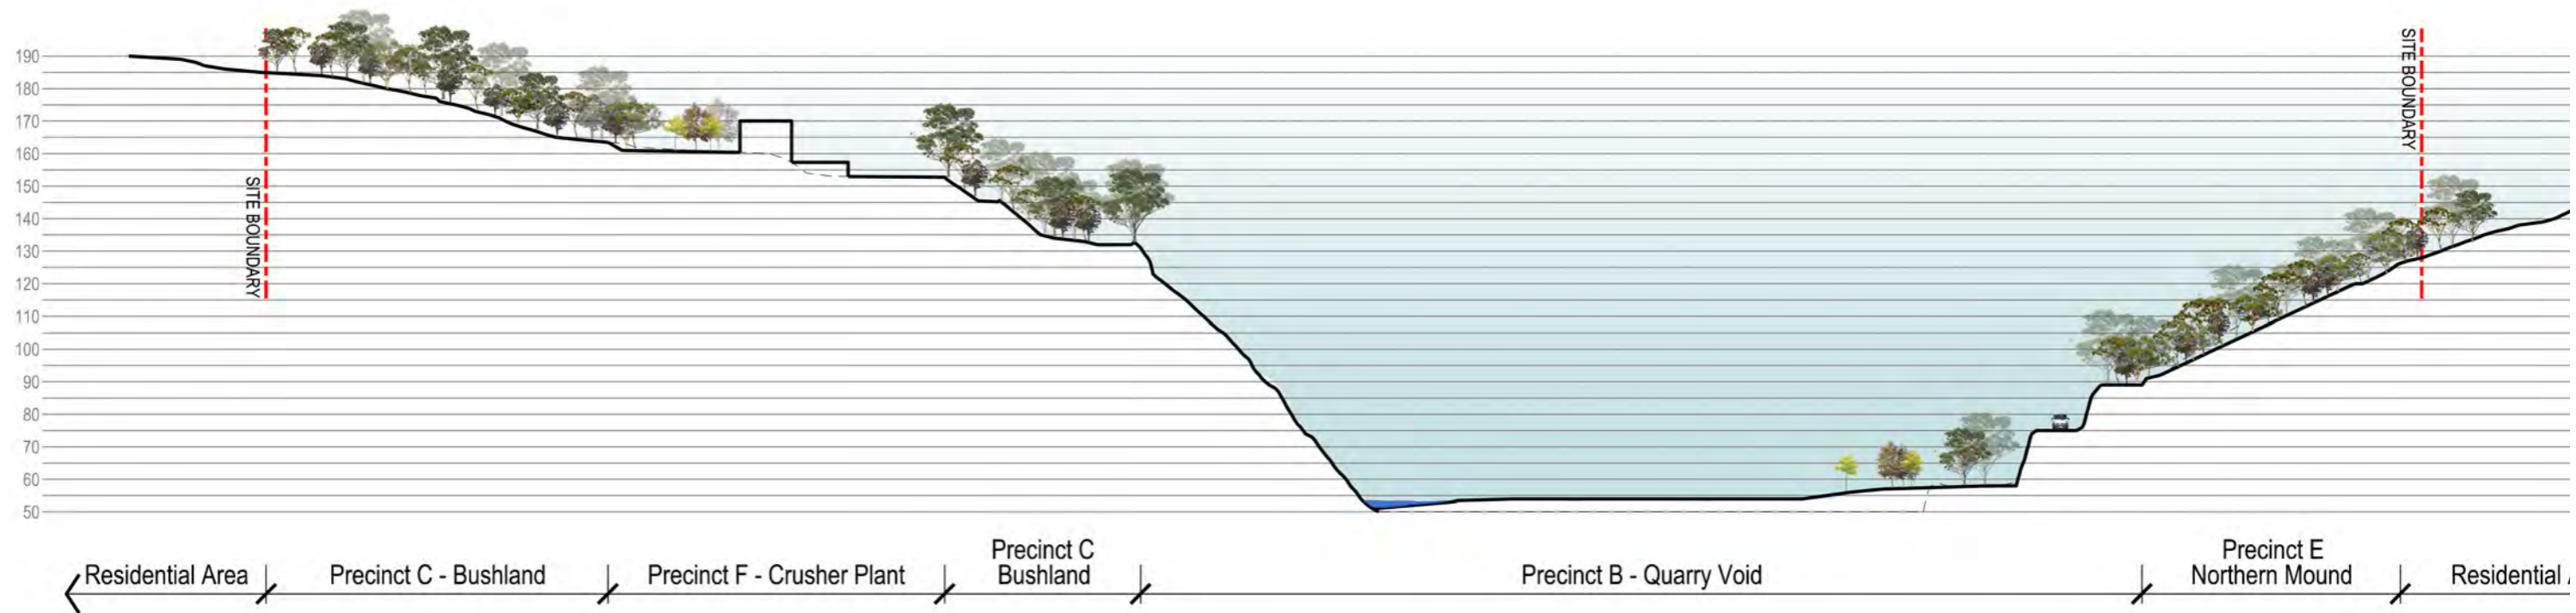 SITE BOUNDARY
190
180
170
160
150
140
130
120
110
100
90
80
70
60
50
SITE BOUNDARY
Residential Area
Precinct C - Bushland
Precinct F - Crusher Plant
Precinct C
Bushland
Precinct B - Quarry Void
Precinct E
Northern Mound
Residential